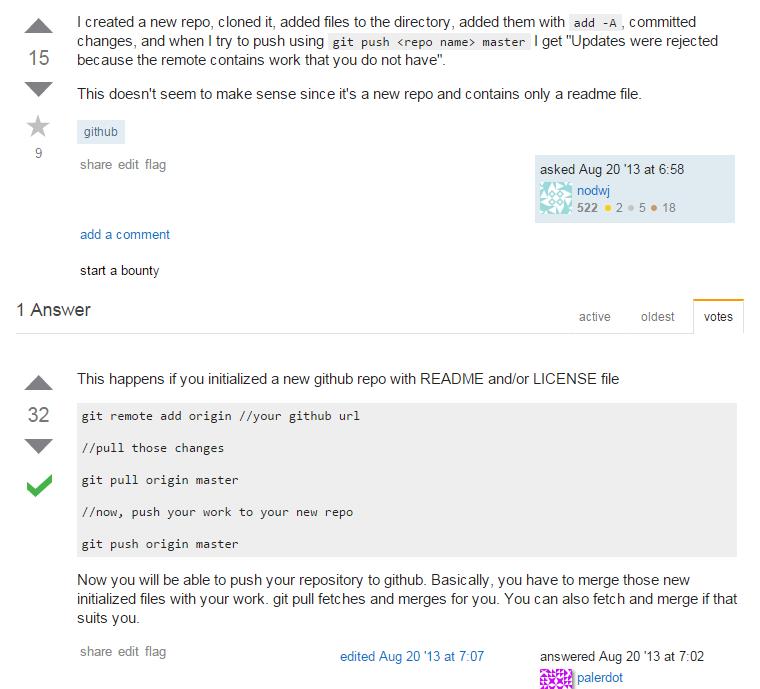 I created a new repo, cloned it, added files to the directory, added them with add -A , committed
changes, and when I try to push using git push <repo name> master I get "Updates were rejected
because the remote contains work that you do not have".
15
This doesn't seem to make sense since it's a new repo and contains only a readme file.
9
github
share edit flag
asked Aug 20 '13 at 6:58
nodwj
522 2 5 18
add a comment
start a bounty
1 Answer
active oldest votes
This happens if you initialized a new github repo with README and/or LICENSE file
32
git remote add origin //your github url
//pull those changes
git pull origin master
//now, push your work to your new repo
git push origin master
Now you will be able to push your repository to github. Basically, you have to merge those new
initialized files with your work. git pull fetches and merges for you. You can also fetch and merge if that
suits you.
share edit flag
edited Aug 20 '13 at 7:07
answered Aug 20 '13 at 7:02
palerdot